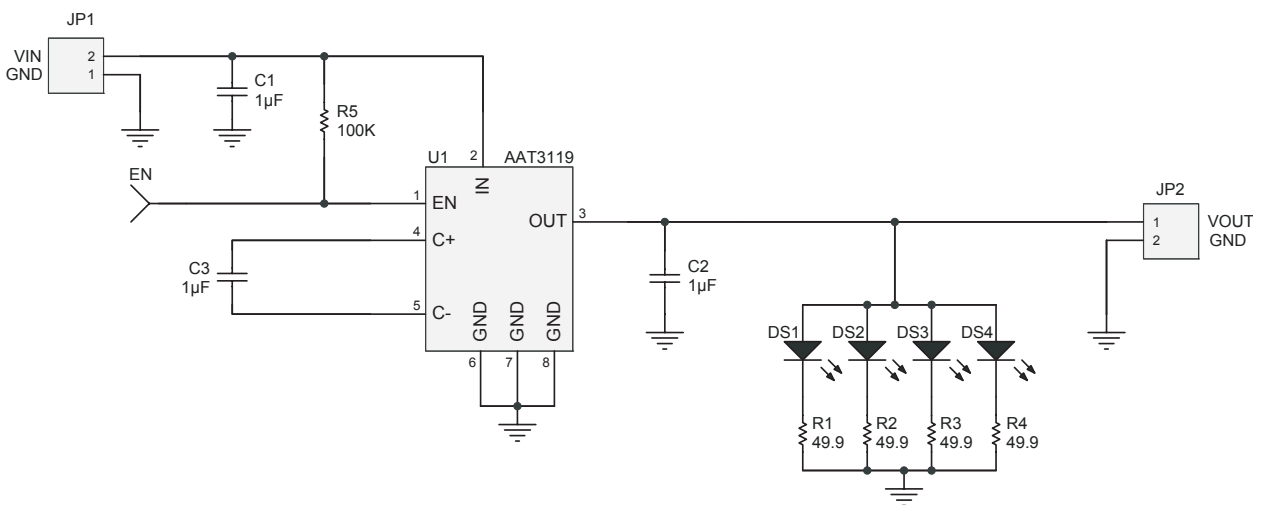 JP1
VIN 2
GND 1
C1
1µF
R5
100K
EN
U1 2 AAT3119
IN
1 EN
OUT 3
4 C+
C3
1µF
5 C-
GND GND GND
6 7 8
C2
1µF
JP2
1 VOUT
2 GND
DS1 DS2 DS3 DS4
R1 R2 R3 R4
49.9 49.9 49.9 49.9